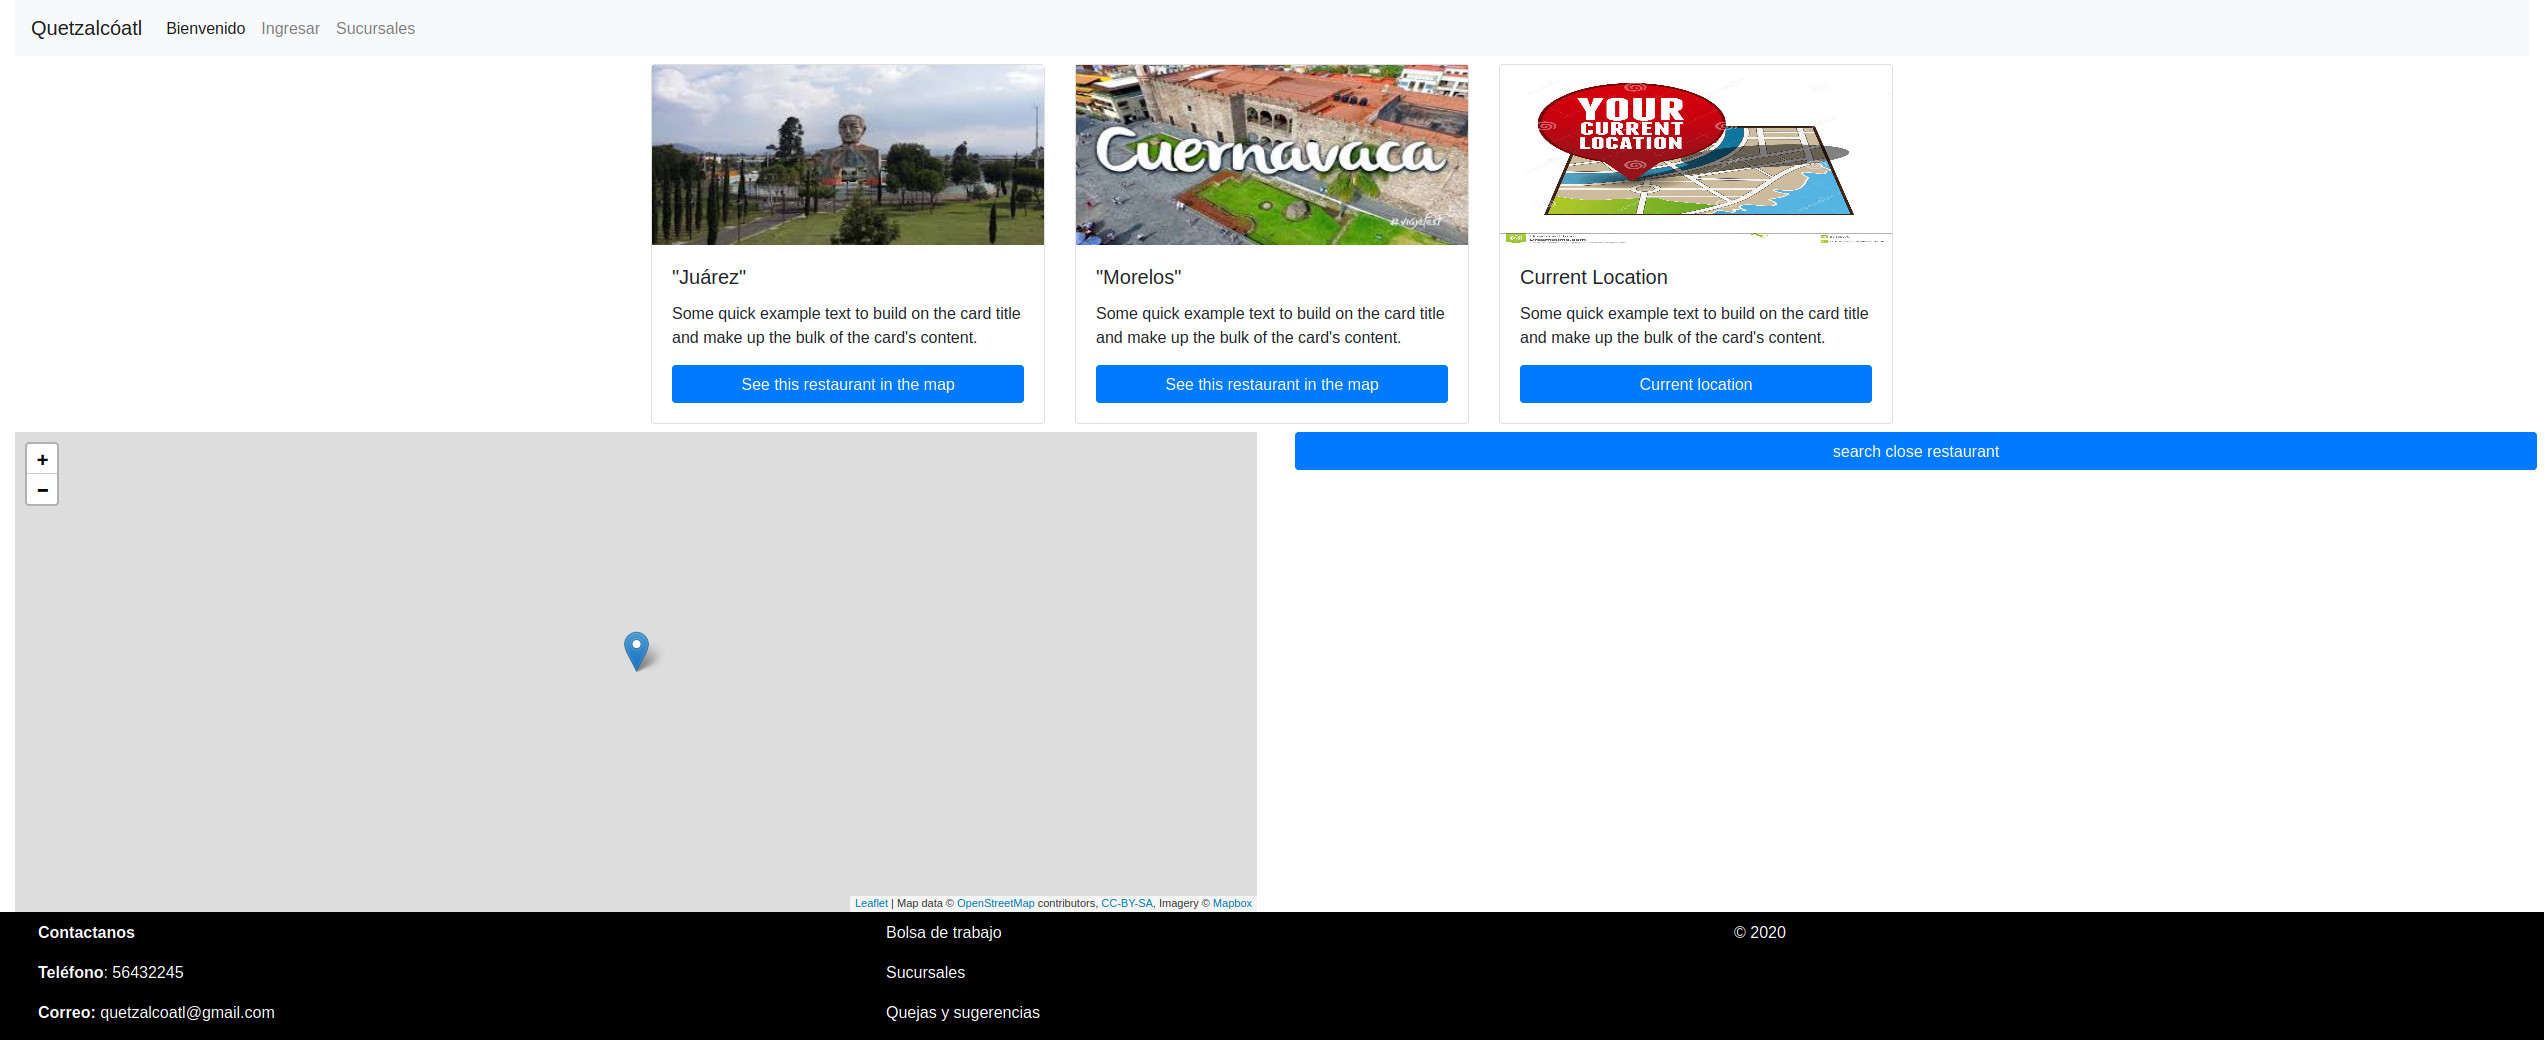 Quetzalcóatl Bienvenido Ingresar Sucursales
Cuernavaca
#viajefest
YOUR
CURRENT
LOCATION
"Juárez"
Some quick example text to build on the card title
and make up the bulk of the card's content.
See this restaurant in the map
"Morelos"
Some quick example text to build on the card title
and make up the bulk of the card's content.
See this restaurant in the map
Current Location
Some quick example text to build on the card title
and make up the bulk of the card's content.
Current location
+
−
search close restaurant
Leaflet | Map data © OpenStreetMap contributors, CC-BY-SA, Imagery © Mapbox
Contactanos
Teléfono: 56432245
Correo: quetzalcoatl@gmail.com
Bolsa de trabajo
Sucursales
Quejas y sugerencias
© 2020